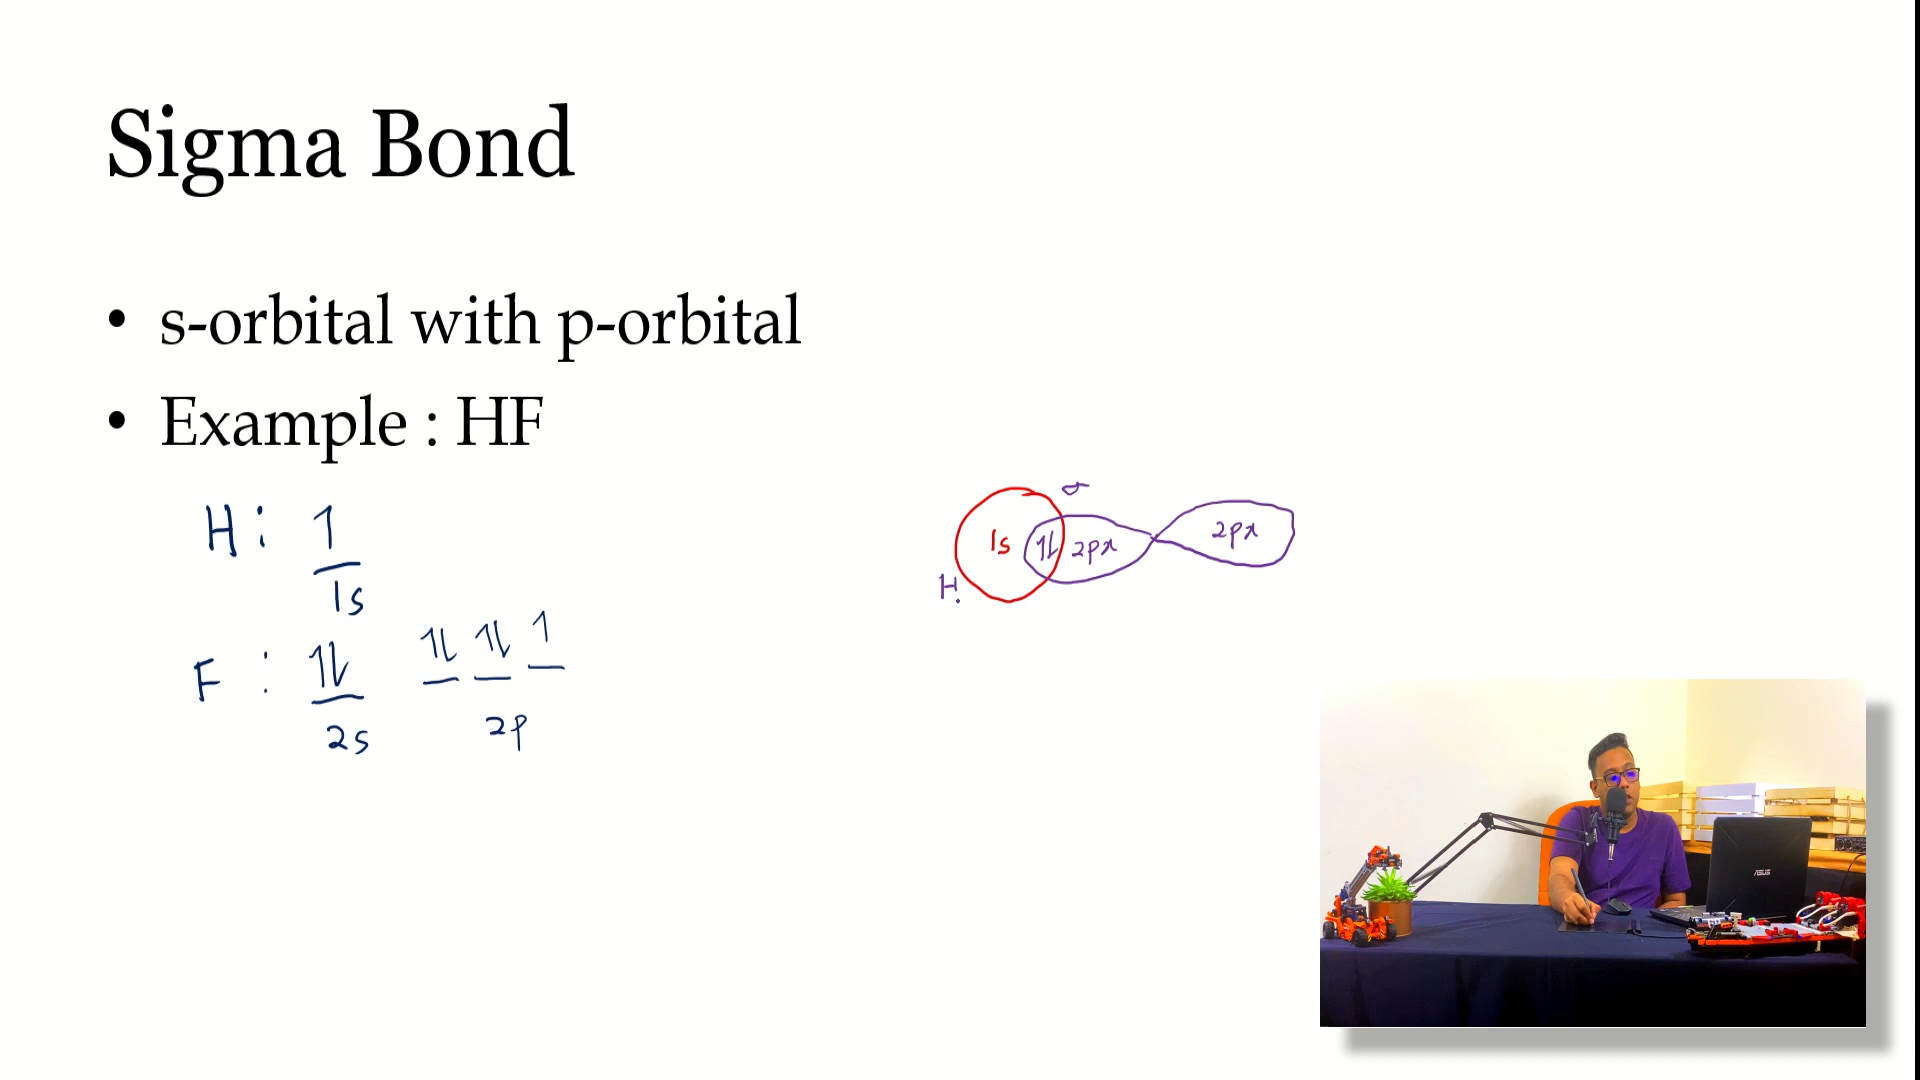 Sigma Bond
• s-orbital with p-orbital
• Example : HF
H : 1
1s
F : 1L 1L 1L 1
2s 2p
σ
1s 1L 2px 2px
H
ASUS